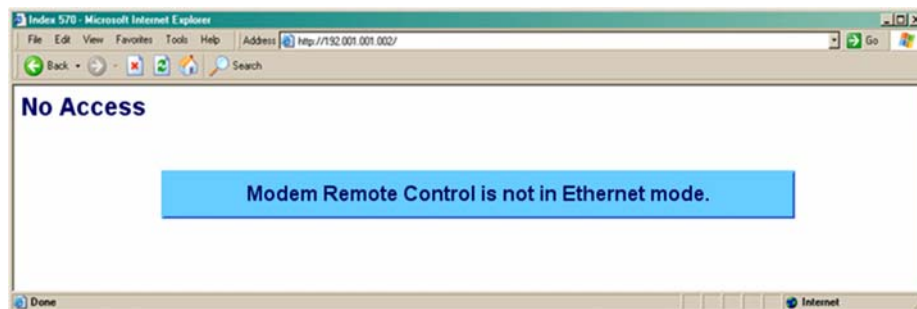 Index 570 - Microsoft Internet Explorer
File Edit View Favorites Tools Help Address http://192.001.001.002/ Go
Back Search
No Access
Modem Remote Control is not in Ethernet mode.
Done Internet